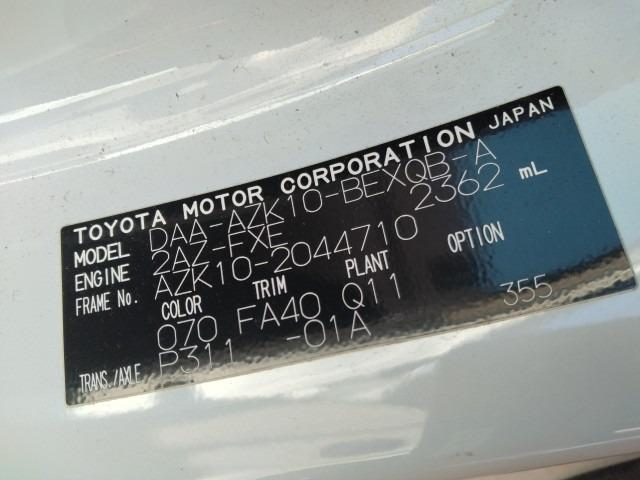 TOYOTA MOTOR CORPORATION JAPAN
MODEL DAA-AZK10-BEXQB-A
ENGINE 2AZ-FXE 2362 mL
FRAME No. AZK10-2044710
COLOR TRIM PLANT OPTION
070 FA40 Q11 355
TRANS./AXLE P311 -01A